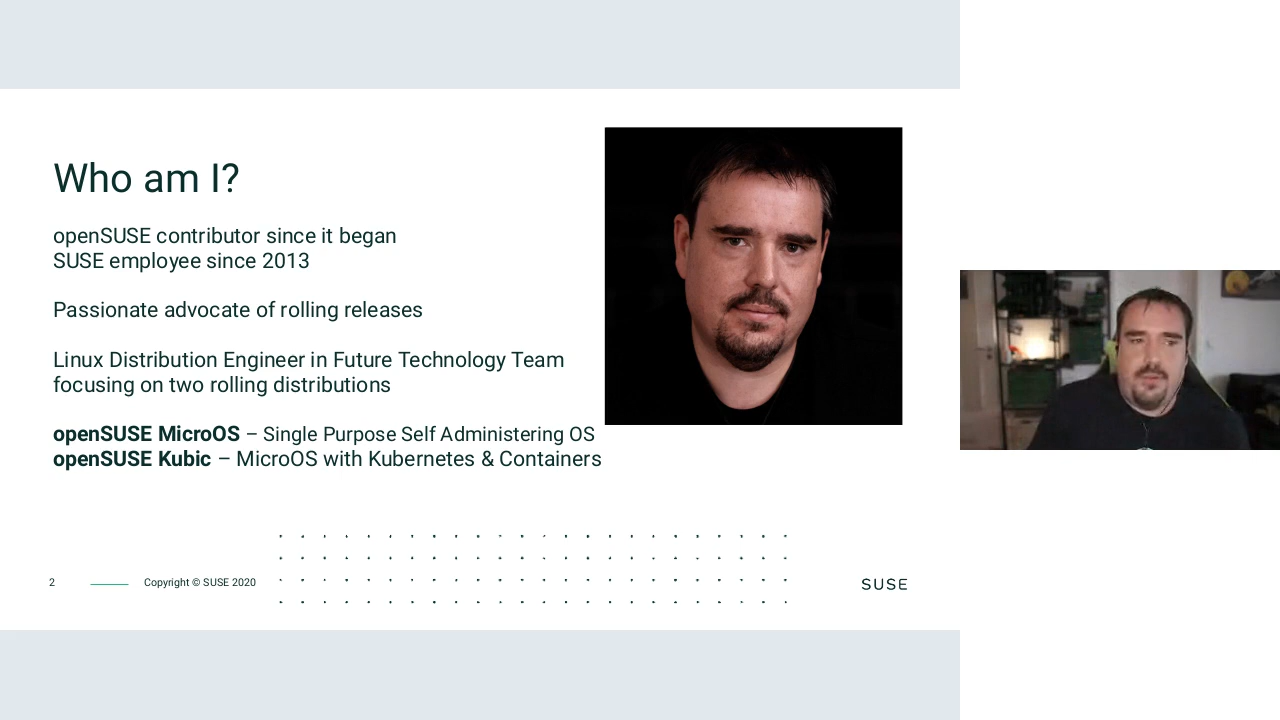 Who am I?
openSUSE contributor since it began
SUSE employee since 2013
Passionate advocate of rolling releases
Linux Distribution Engineer in Future Technology Team
focusing on two rolling distributions
openSUSE MicroOS – Single Purpose Self Administering OS
openSUSE Kubic – MicroOS with Kubernetes & Containers
2
Copyright © SUSE 2020
SUSE